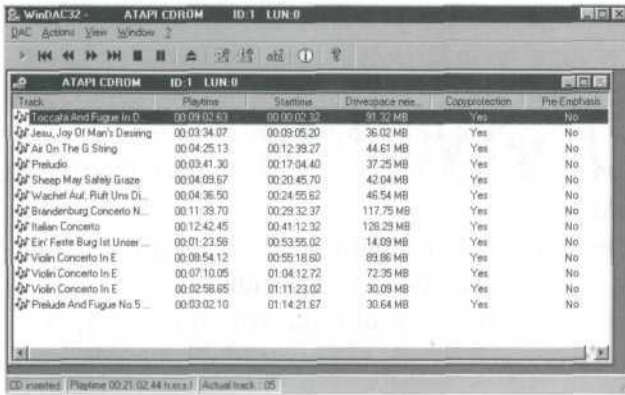 WinDAC32 - ATAPI CDROM ID:1 LUN:0
DAC Actions View Window ?
ATAPI CDROM ID:1 LUN:0
Track Playtime Starttime Drivespace nee... Copyprotection Pre-Emphasis
Toccata And Fugue In D... 00:09:02.63 00:00:02.32 91.32 MB Yes No
Jesu, Joy Of Man's Desiring 00:03:34.07 00:09:05.20 36.02 MB Yes No
Air On The G String 00:04:25.13 00:12:39.27 44.61 MB Yes No
Preludio 00:03:41.30 00:17:04.40 37.25 MB Yes No
Sheep May Safely Graze 00:04:09.67 00:20:45.70 42.04 MB Yes No
Wachet Auf, Ruft Uns Di... 00:04:36.50 00:24:55.62 46.54 MB Yes No
Brandenburg Concerto N... 00:11:39.70 00:29:32.37 117.75 MB Yes No
Italian Concerto 00:12:42.45 00:41:12.32 128.29 MB Yes No
Ein' Feste Burg Ist Unser ... 00:01:23.58 00:53:55.02 14.09 MB Yes No
Violin Concerto In E 00:08:54.12 00:55:18.60 89.86 MB Yes No
Violin Concerto In E 00:07:10.05 01:04:12.72 72.35 MB Yes No
Violin Concerto In E 00:02:58.65 01:11:23.02 30.09 MB Yes No
Prelude And Fugue No.5 ... 00:03:02.10 01:14:21.67 30.64 MB Yes No
CD inserted Playtime 00:21:02.44 Actual track : 05